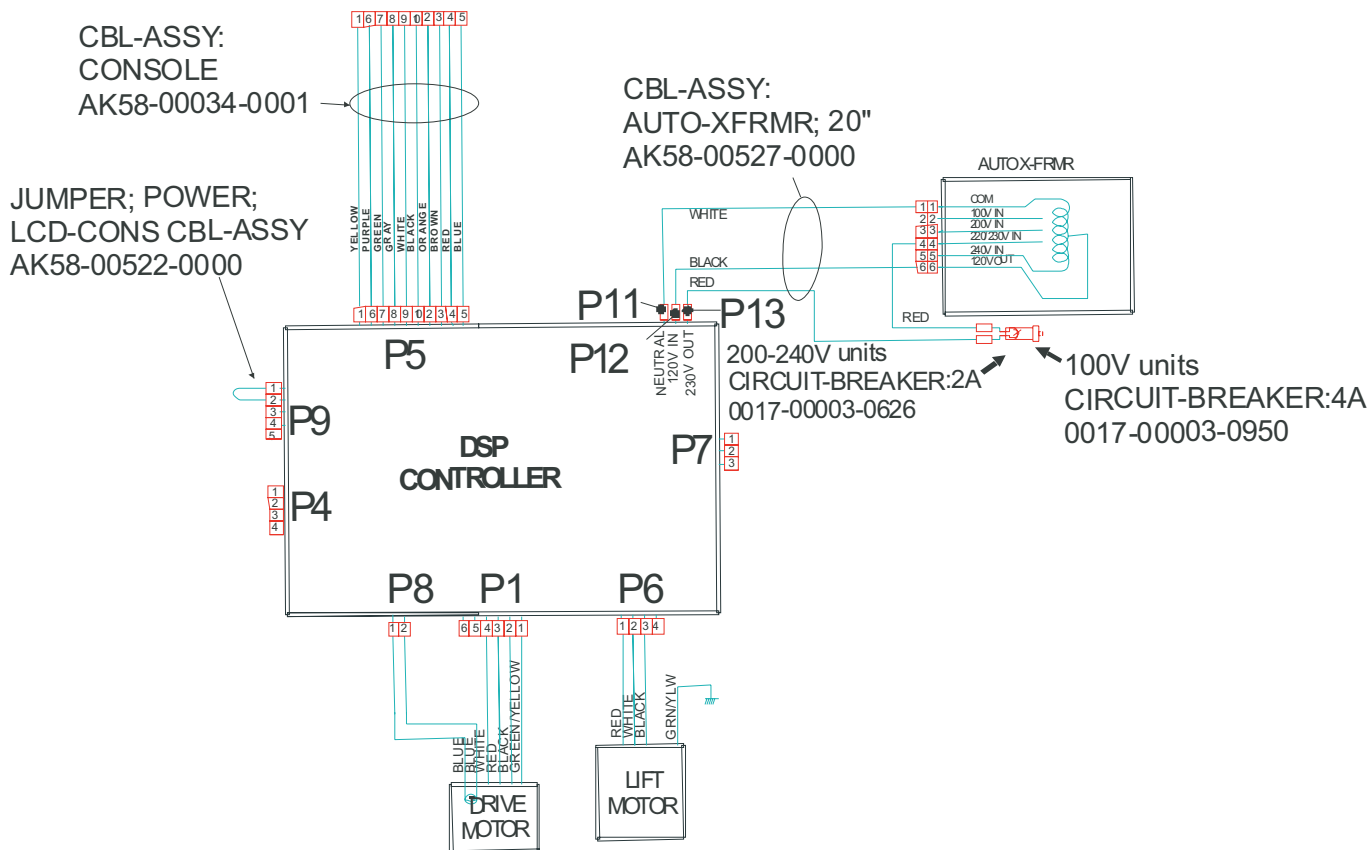 1 6 7 8 9 10 2 3 4 5
CBL-ASSY:
CONSOLE
AK58-00034-0001
CBL-ASSY:
AUTO-XFRMR; 20"
AK58-00527-0000
JUMPER; POWER;
LCD-CONS CBL-ASSY
AK58-00522-0000
YELLOW
PURPLE
GREEN
GRAY
WHITE
BLACK
ORANGE
BROWN
RED
BLUE
1 6 7 8 9 10 2 3 4 5
AUTOX-FRMR
WHITE
1 1 COM
2 2 100V IN
3 3 200V IN
4 4 220/230V IN
5 5 240V IN
6 6 120V OUT
BLACK
RED
RED
P11
P12
P13
NEUTRAL
120V IN
230V OUT
200-240V units
CIRCUIT-BREAKER:2A
0017-00003-0626
100V units
CIRCUIT-BREAKER:4A
0017-00003-0950
P5
1
2
3
4
5
P9
DSP
CONTROLLER
P7
1
2
3
1
2
3
4
P4
P8
P1
P6
1 2
6 5 4 3 2 1
1 2 3 4
BLUE
BLUE
WHITE
RED
BLACK
GREEN/YELLOW
RED
WHITE
BLACK
GRN/YLW
DRIVE
MOTOR
LIFT
MOTOR